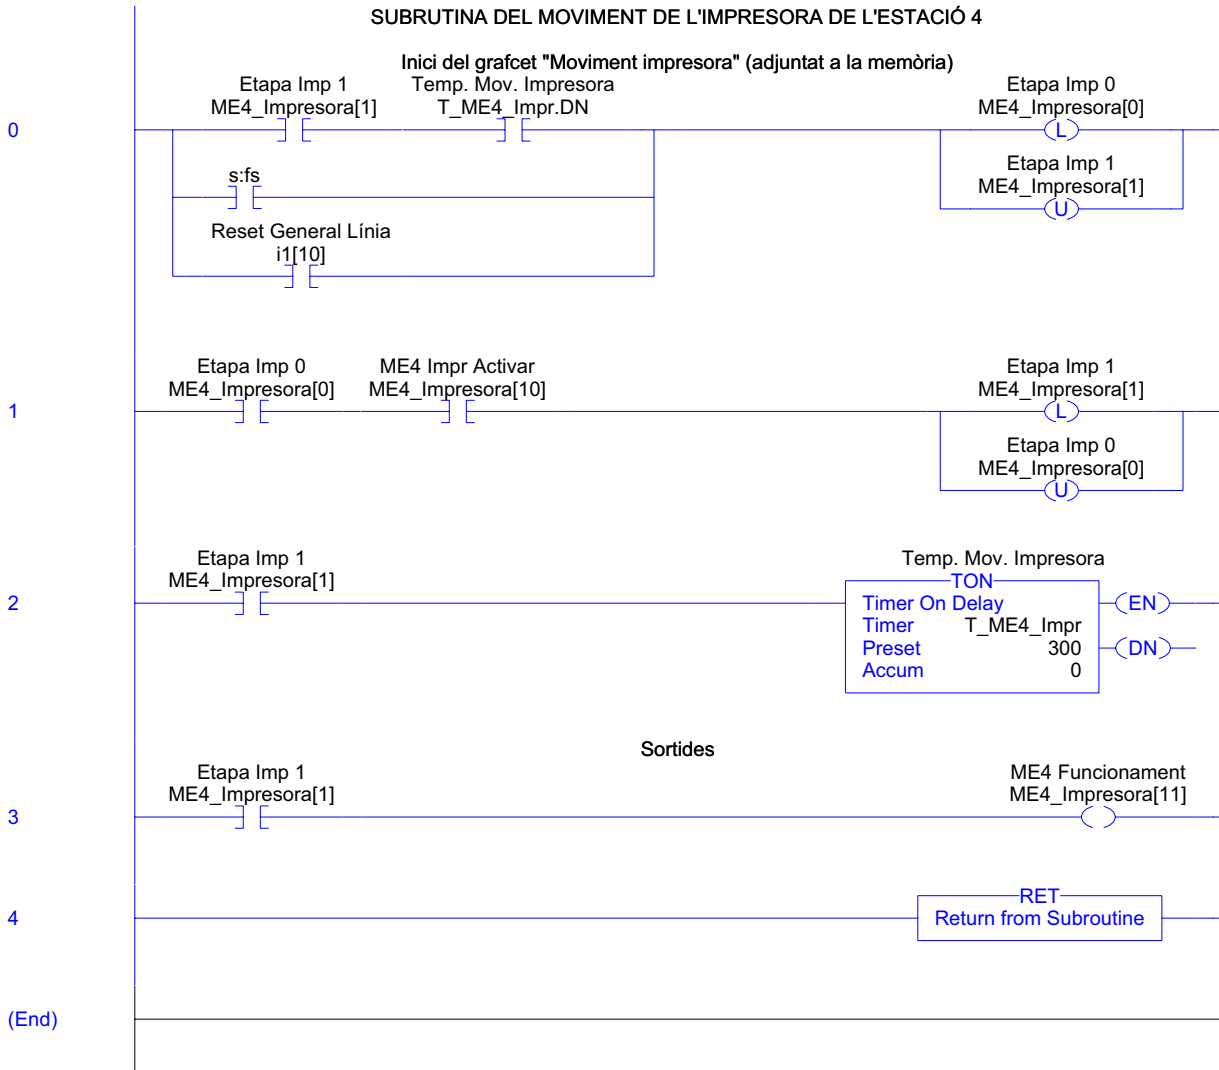 SUBRUTINA DEL MOVIMENT DE L'IMPRESORA DE L'ESTACIÓ 4
Inici del grafcet "Moviment impresora" (adjuntat a la memòria)
Etapa Imp 1
ME4_Impresora[1]
Temp. Mov. Impresora
T_ME4_Impr.DN
Etapa Imp 0
ME4_Impresora[0]
0
L
Etapa Imp 1
ME4_Impresora[1]
U
s:fs
Reset General Línia
i1[10]
Etapa Imp 0
ME4_Impresora[0]
ME4 Impr Activar
ME4_Impresora[10]
Etapa Imp 1
ME4_Impresora[1]
1
L
Etapa Imp 0
ME4_Impresora[0]
U
Etapa Imp 1
ME4_Impresora[1]
2
Temp. Mov. Impresora
TON
Timer On Delay
EN
Timer T_ME4_Impr
Preset 300
DN
Accum 0
Sortides
Etapa Imp 1
ME4_Impresora[1]
ME4 Funcionament
ME4_Impresora[11]
3
4
RET
Return from Subroutine
(End)